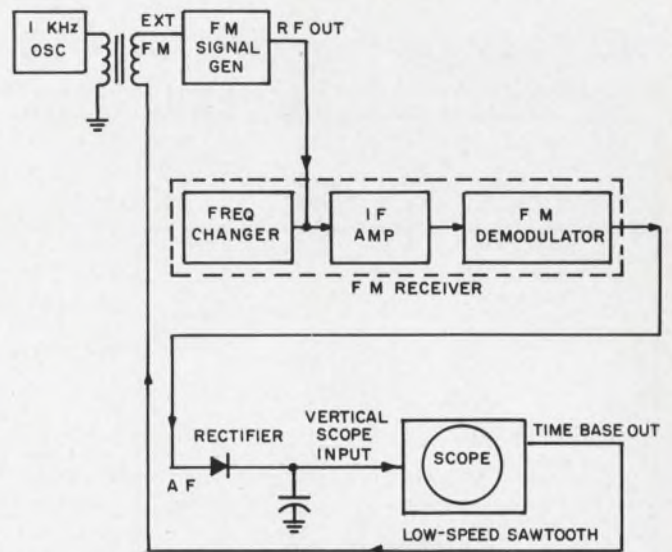 1 KHz
OSC
EXT
FM
FM
SIGNAL
GEN
RF OUT
FREQ
CHANGER
IF
AMP
FM
DEMODULATOR
FM RECEIVER
RECTIFIER
AF
VERTICAL
SCOPE
INPUT
SCOPE
TIME BASE OUT
LOW-SPEED SAWTOOTH